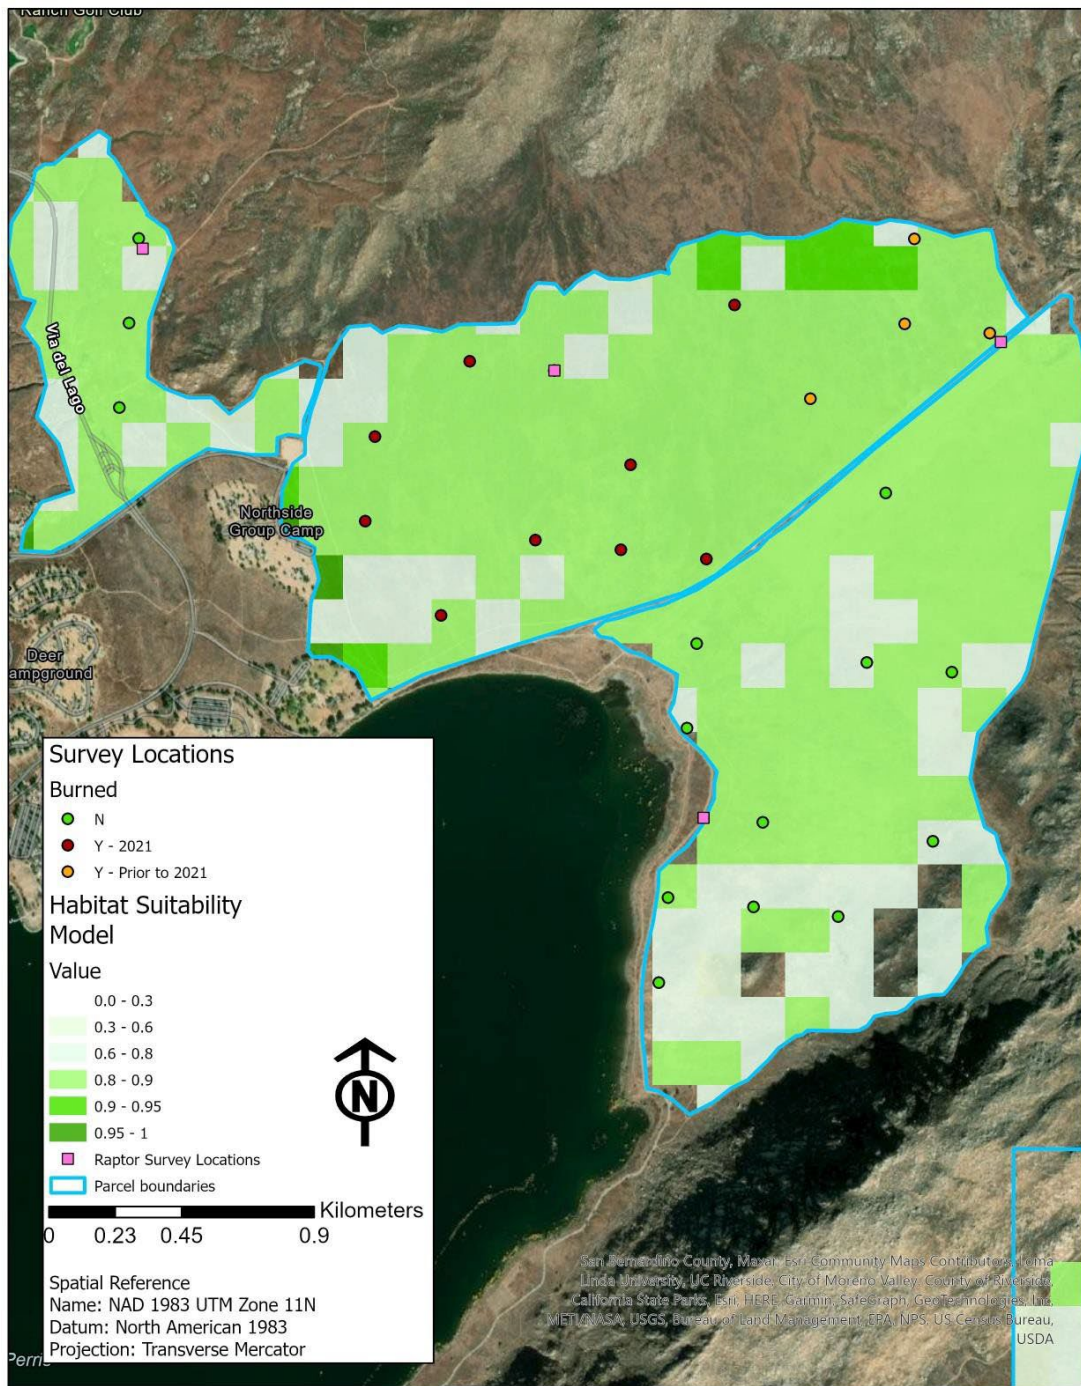 Ranch Golf Club
Via del Lago
Northside
Group Camp
Deer
ampground
Survey Locations
Burned
N
Y - 2021
Y - Prior to 2021
Habitat Suitability
Model
Value
0.0 - 0.3
0.3 - 0.6
0.6 - 0.8
0.8 - 0.9
0.9 - 0.95
0.95 - 1
Raptor Survey Locations
Parcel boundaries
N
Kilometers
0 0.23 0.45 0.9
Spatial Reference
Name: NAD 1983 UTM Zone 11N
Datum: North American 1983
Projection: Transverse Mercator
Perris
San Bernardino County, Maxar, Esri Community Maps Contributors, Loma
Linda University, UC Riverside, City of Moreno Valley, County of Riverside,
California State Parks, Esri, HERE, Garmin, SafeGraph, GeoTechnologies, Inc,
METI/NASA, USGS, Bureau of Land Management, EPA, NPS, US Census Bureau,
USDA